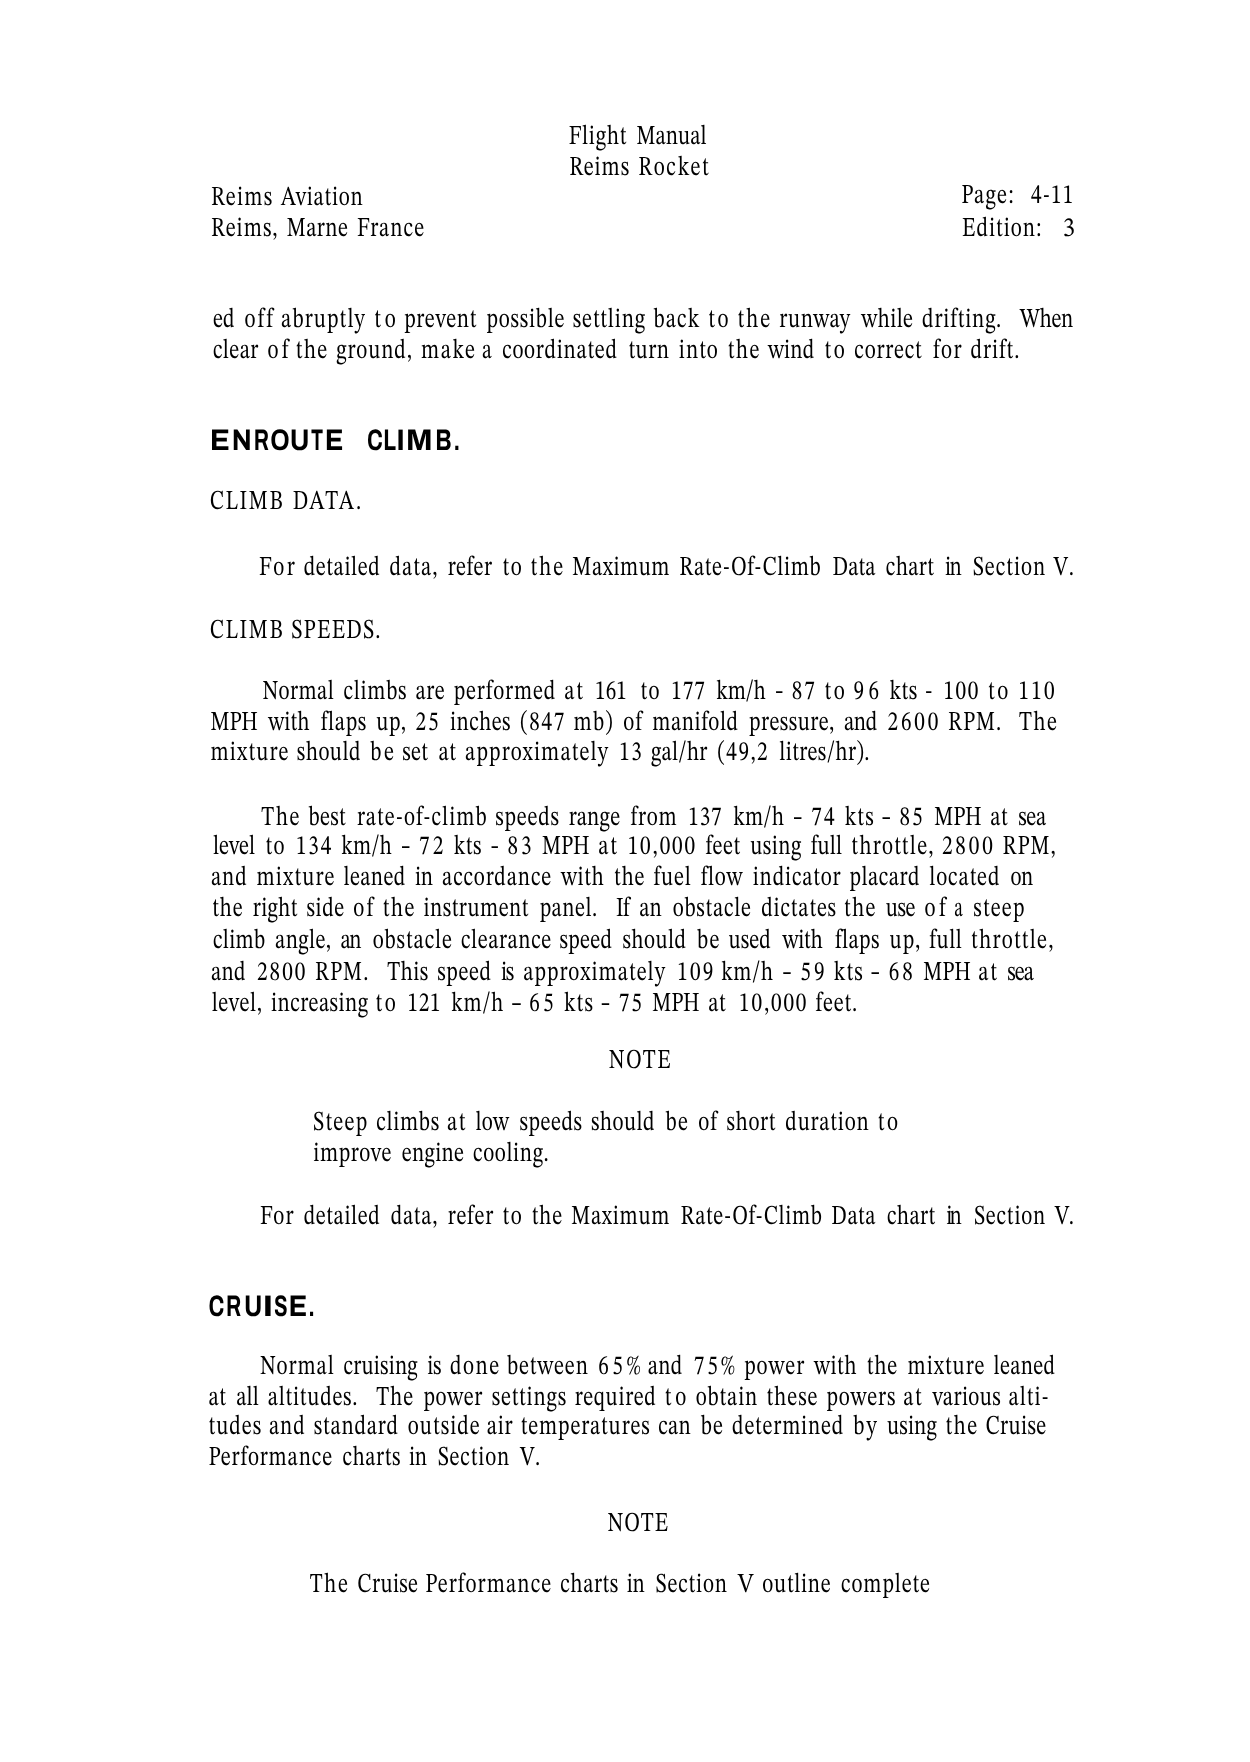 Flight Manual
Reims Rocket
Reims Aviation
Page: 4-11
Reims, Marne France
Edition: 3
ed off abruptly to prevent possible settling back to the runway while drifting. When
clear of the ground, make a coordinated turn into the wind to correct for drift.
ENROUTE CLIMB.
CLIMB DATA.
For detailed data, refer to the Maximum Rate-Of-Climb Data chart in Section V.
CLIMB SPEEDS.
Normal climbs are performed at 161 to 177 km/h - 87 to 96 kts - 100 to 110
MPH with flaps up, 25 inches (847 mb) of manifold pressure, and 2600 RPM. The
mixture should be set at approximately 13 gal/hr (49,2 litres/hr).
The best rate-of-climb speeds range from 137 km/h - 74 kts - 85 MPH at sea
level to 134 km/h - 72 kts - 83 MPH at 10,000 feet using full throttle, 2800 RPM,
and mixture leaned in accordance with the fuel flow indicator placard located on
the right side of the instrument panel. If an obstacle dictates the use of a steep
climb angle, an obstacle clearance speed should be used with flaps up, full throttle,
and 2800 RPM. This speed is approximately 109 km/h - 59 kts - 68 MPH at sea
level, increasing to 121 km/h - 65 kts - 75 MPH at 10,000 feet.
NOTE
Steep climbs at low speeds should be of short duration to
improve engine cooling.
For detailed data, refer to the Maximum Rate-Of-Climb Data chart in Section V.
CRUISE.
Normal cruising is done between 65% and 75% power with the mixture leaned
at all altitudes. The power settings required to obtain these powers at various alti-
tudes and standard outside air temperatures can be determined by using the Cruise
Performance charts in Section V.
NOTE
The Cruise Performance charts in Section V outline complete